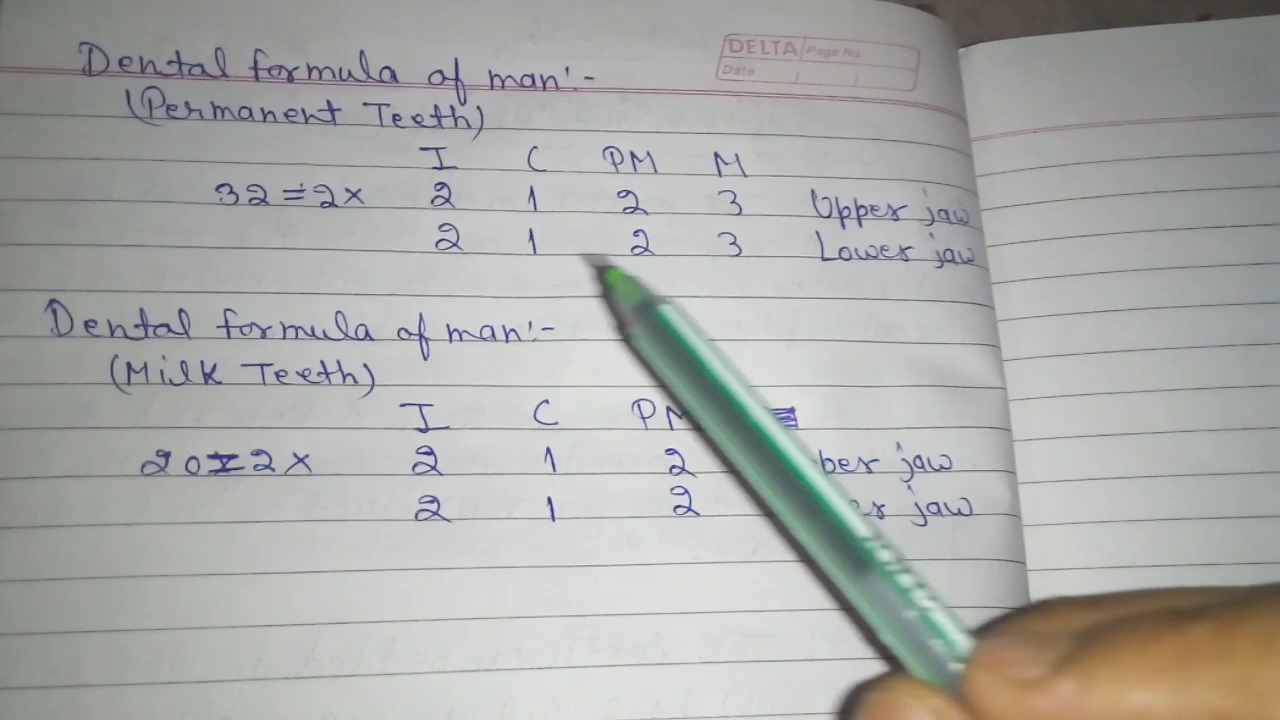 DELTA Page No.
Date
Dental formula of man:-
(Permanent Teeth)
I C PM M
32=2x 2 1 2 3 Upper jaw
2 1 2 3 Lower jaw
Dental formula of man:-
(Milk Teeth)
I C PM
20=2x 2 1 2 jaw
2 1 2 jaw